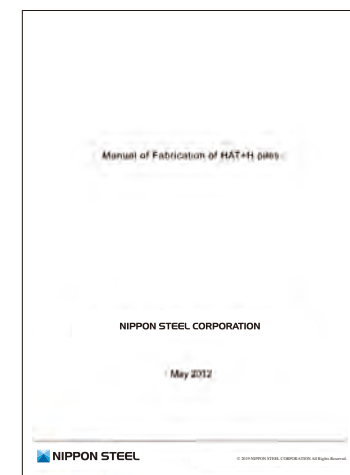 Manual of Fabrication of HAT+H piles
NIPPON STEEL CORPORATION
May 2012
NIPPON STEEL
© 2019 NIPPON STEEL CORPORATION All Rights Reserved.